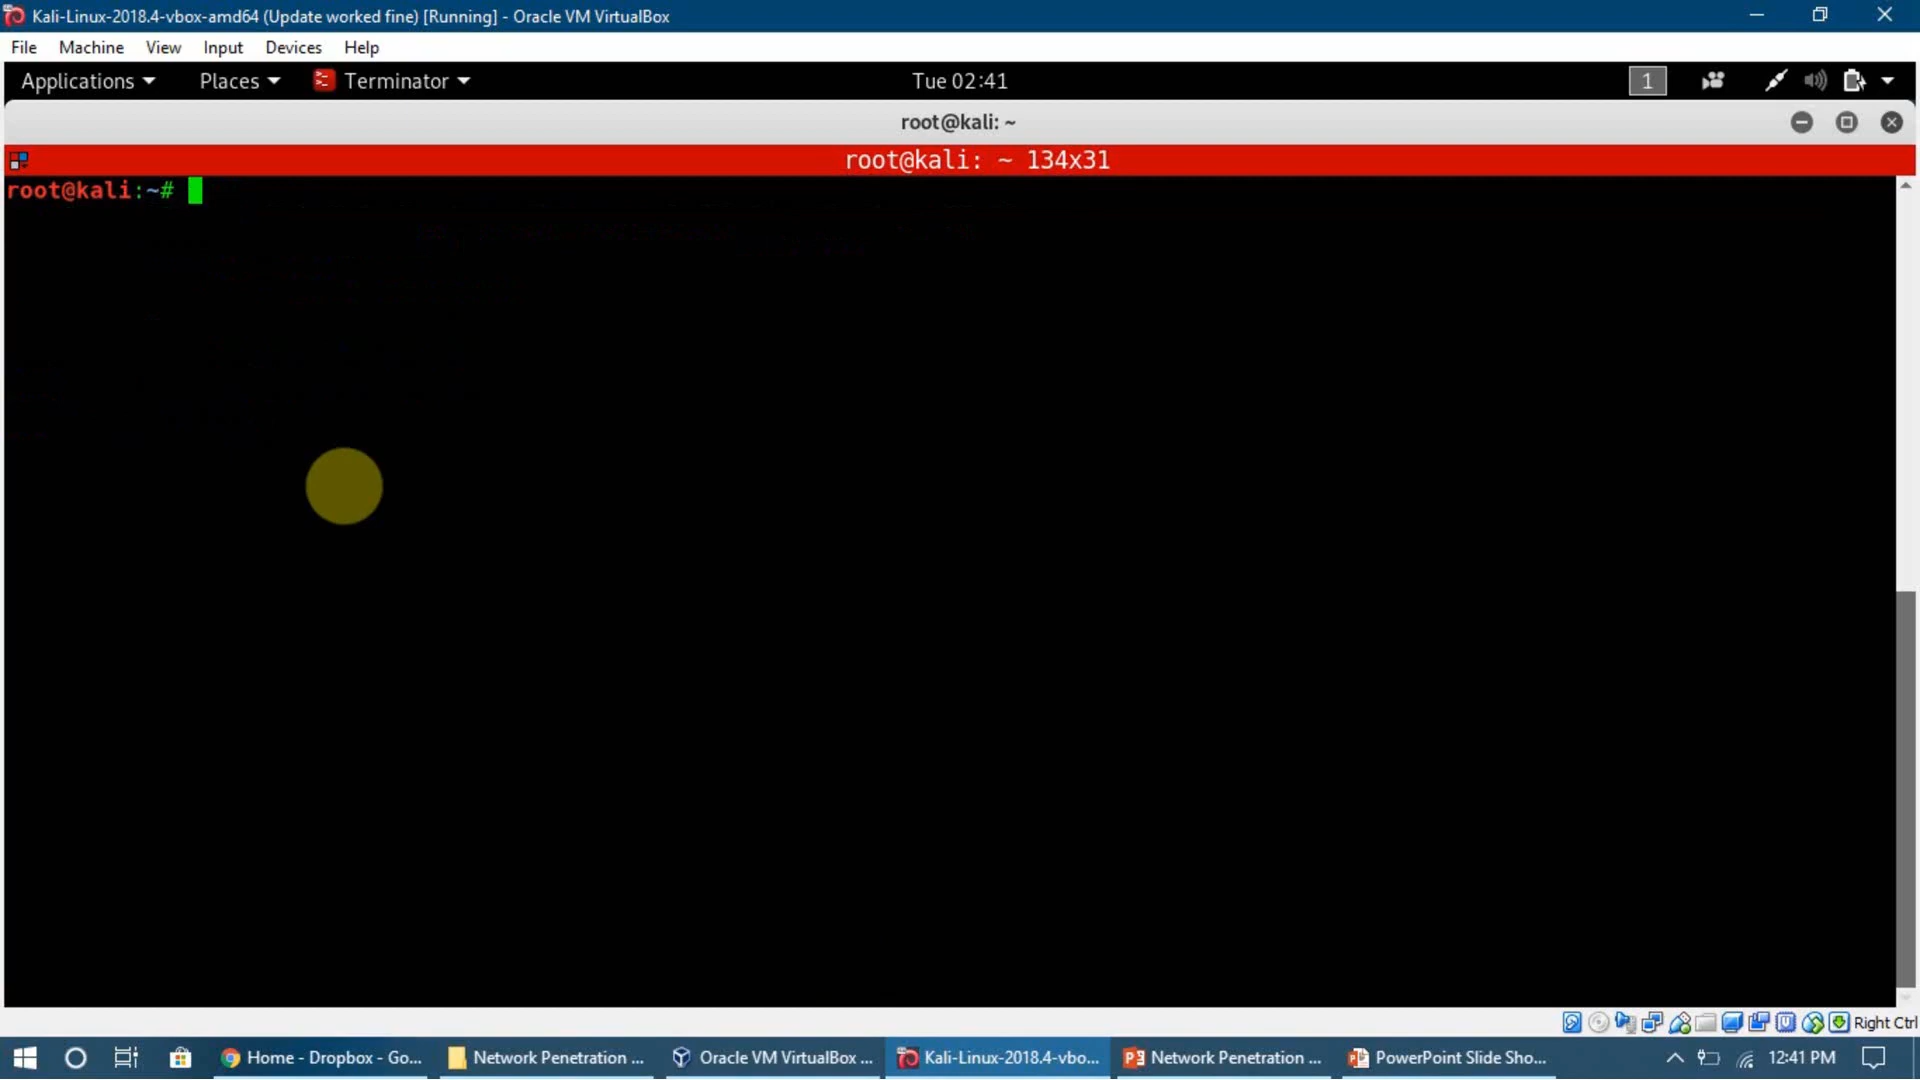 Kali-Linux-2018.4-vbox-amd64 (Update worked fine) [Running] - Oracle VM VirtualBox
File Machine View Input Devices Help
Applications Places Terminator Tue 02:41 1
root@kali: ~
root@kali: ~ 134x31
root@kali:~#
Right Ctrl
Home - Dropbox - Go... Network Penetration ... Oracle VM VirtualBox ... Kali-Linux-2018.4-vbo... Network Penetration ... PowerPoint Slide Sho... 12:41 PM